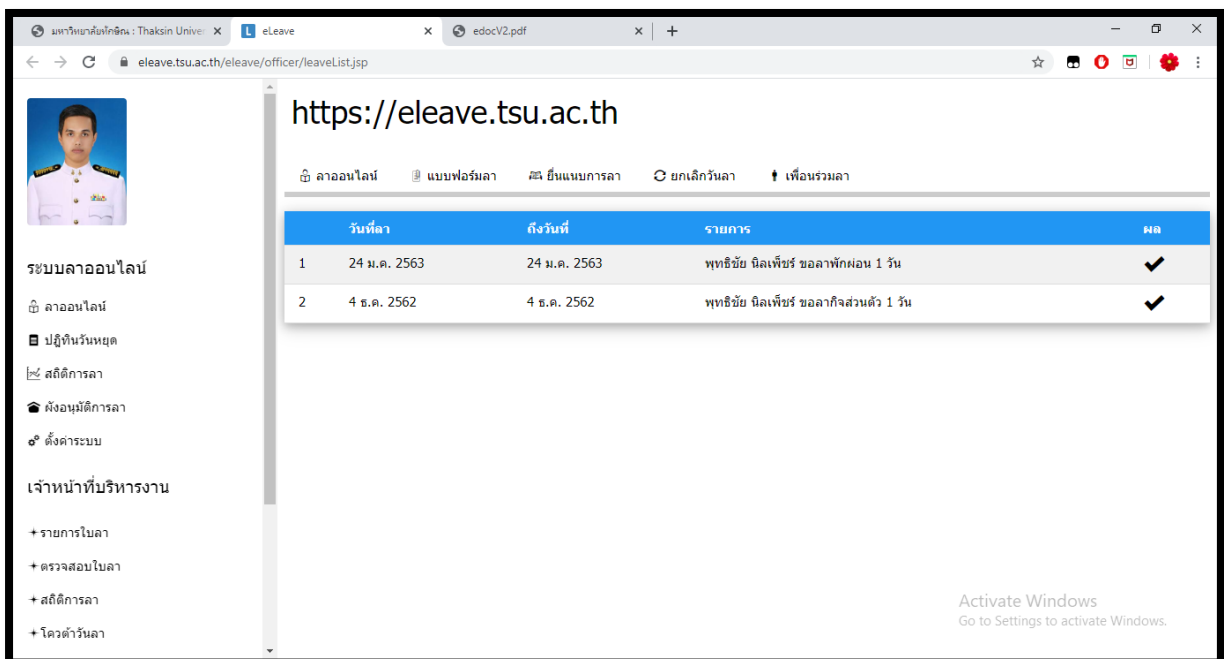 มหาวิทยาลัยทักษิณ : Thaksin Unive
eLeave
edocV2.pdf
eleave.tsu.ac.th/eleave/officer/leaveList.jsp
https://eleave.tsu.ac.th
ลาออนไลน์ แบบฟอร์มลา ยื่นแนบการลา ยกเลิกวันลา เพื่อนร่วมลา
วันที่ลา ถึงวันที่ รายการ ผล
1 24 ม.ค. 2563 24 ม.ค. 2563 พุทธิชัย นิลเพ็ชร์ ขอลาพักผ่อน 1 วัน
2 4 ธ.ค. 2562 4 ธ.ค. 2562 พุทธิชัย นิลเพ็ชร์ ขอลากิจส่วนตัว 1 วัน
ระบบลาออนไลน์
ลาออนไลน์
ปฏิทินวันหยุด
สถิติการลา
ผังอนุมัติการลา
ตั้งค่าระบบ
เจ้าหน้าที่บริหารงาน
รายการใบลา
ตรวจสอบใบลา
สถิติการลา
โควต้าวันลา
Activate Windows
Go to Settings to activate Windows.